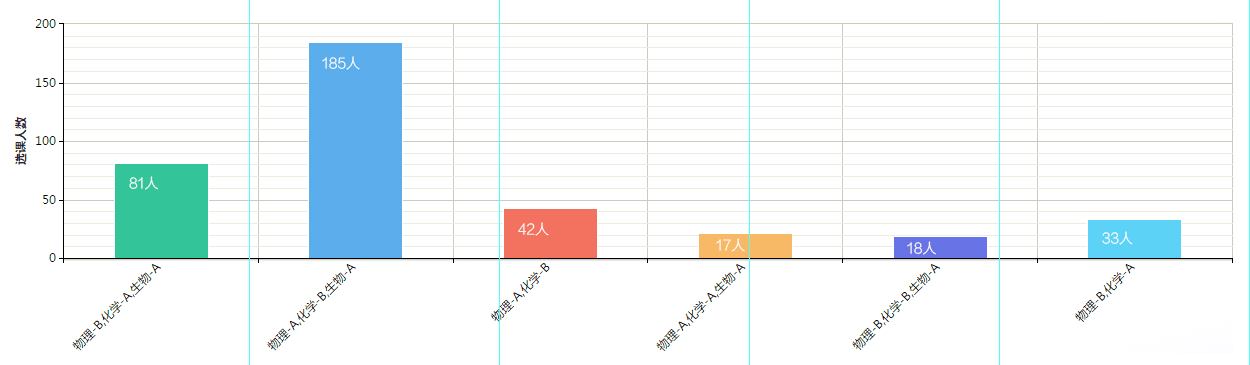 200
150
100
50
0
选课人数
81人
185人
42人
17人
18人
33人
物理-B,化学-A,生物-A
物理-A,化学-B,生物-A
物理-A,化学-B
物理-A,化学-A,生物-A
物理-B,化学-B,生物-A
物理-B,化学-A